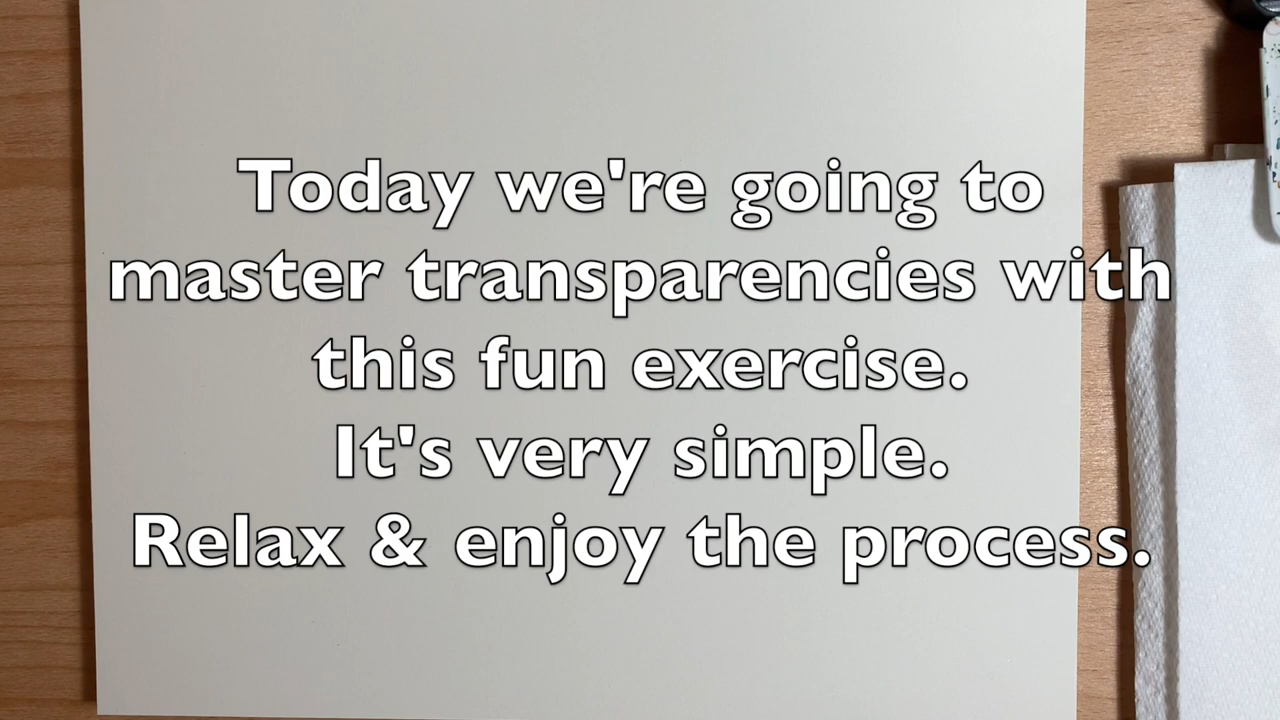 Today we're going to
master transparencies with
this fun exercise.
It's very simple.
Relax & enjoy the process.